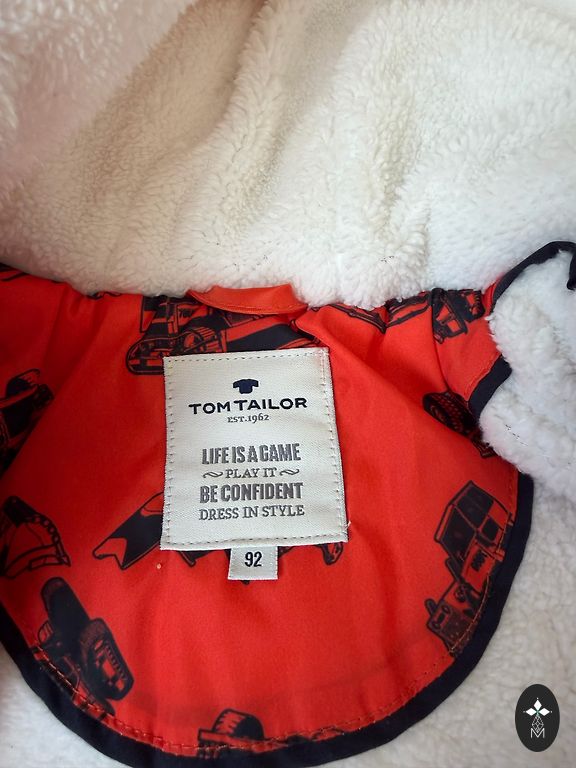 TOM TAILOR
EST.1962
LIFE IS A GAME
~ PLAY IT ~
BE CONFIDENT
DRESS IN STYLE
92